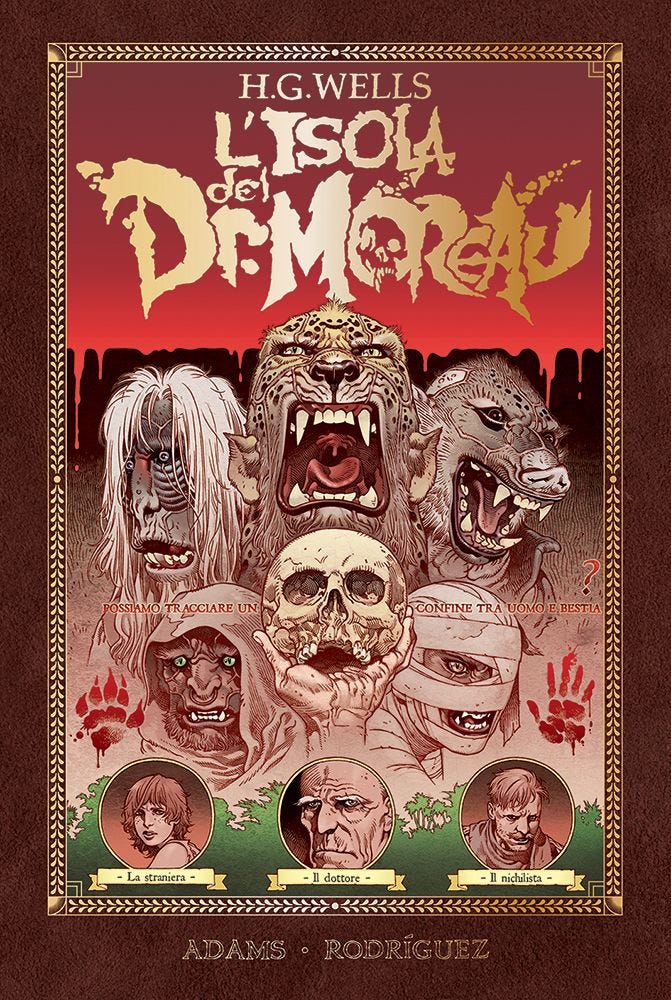 H.G.WELLS
L'ISOLA
del
DR. MOREAU
?
POSSIAMO TRACCIARE UN CONFINE TRA UOMO E BESTIA
- La straniera -
- Il dottore -
- Il nichilista -
ADAMS · RODRÍGUEZ